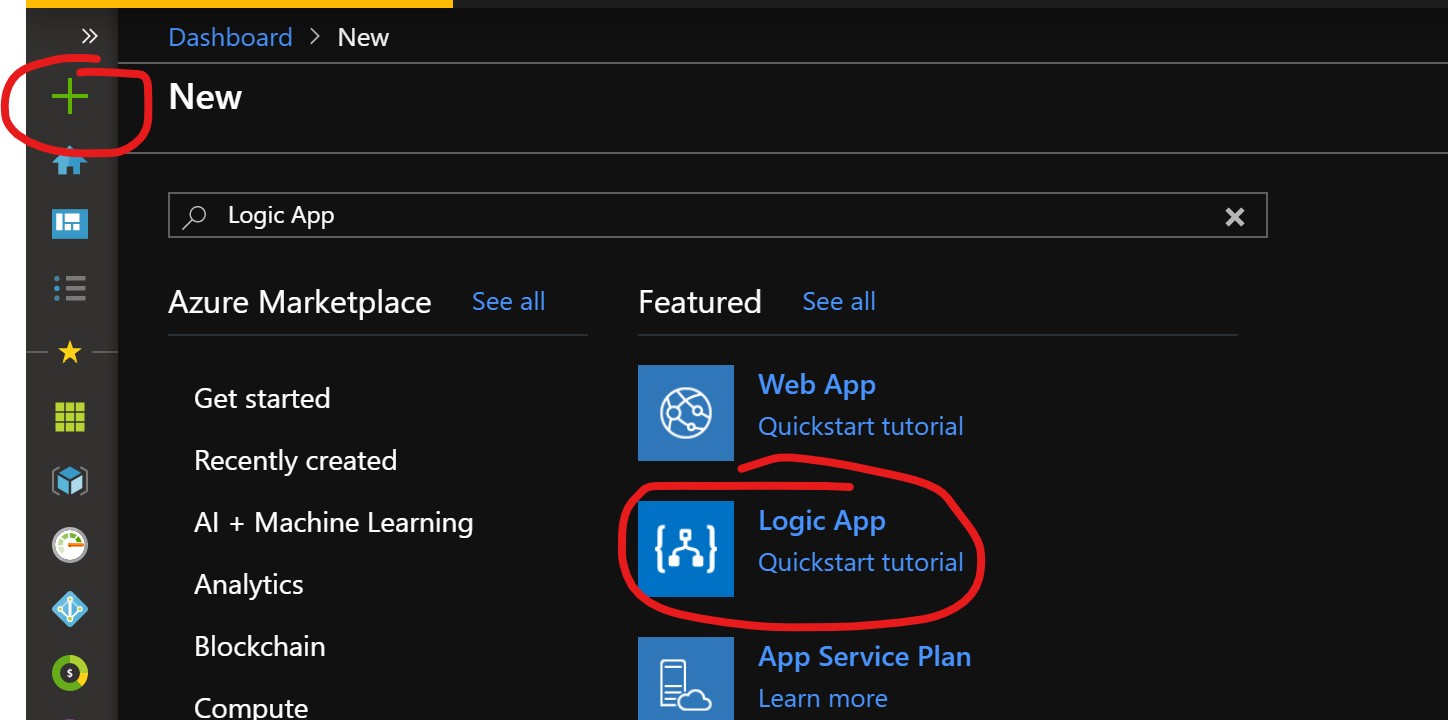 Dashboard > New
New
Logic App
Azure Marketplace See all
Get started
Recently created
AI + Machine Learning
Analytics
Blockchain
Compute
Featured See all
Web App
Quickstart tutorial
Logic App
Quickstart tutorial
App Service Plan
Learn more